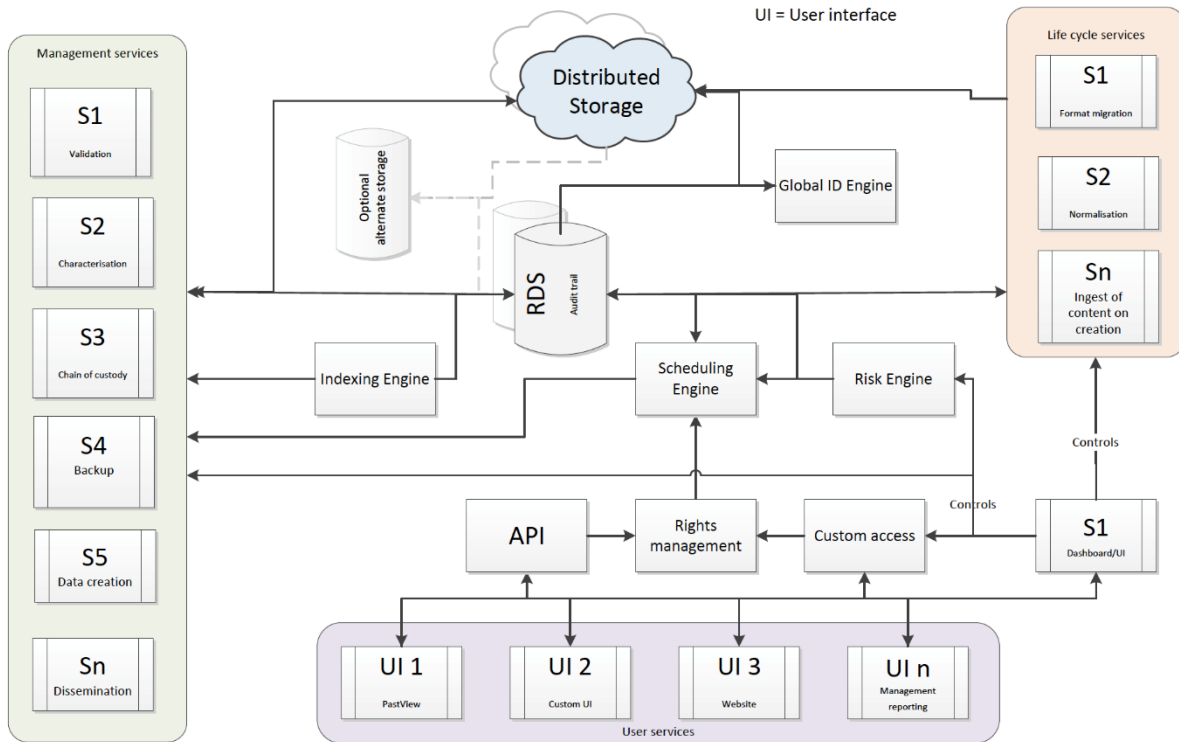 UI = User interface
Management services
S1
Validation
S2
Characterisation
S3
Chain of custody
S4
Backup
S5
Data creation
Sn
Dissemination
Distributed
Storage
Optional
alternate storage
RDS
Audit trail
Global ID Engine
Life cycle services
S1
Format migration
S2
Normalisation
Sn
Ingest of
content on
creation
Indexing Engine
Scheduling
Engine
Risk Engine
Controls
Controls
API
Rights
management
Custom access
S1
Dashboard/UI
UI 1
PastView
UI 2
Custom UI
UI 3
Website
UI n
Management
reporting
User services